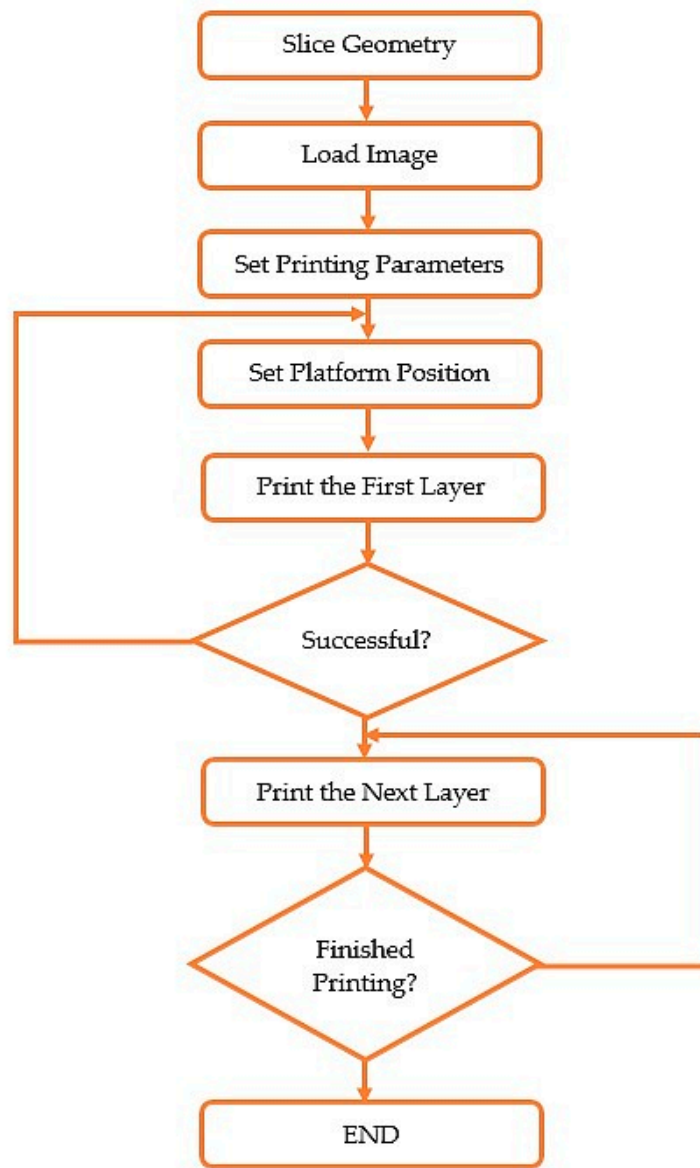 Slice Geometry
Load Image
Set Printing Parameters
Set Platform Position
Print the First Layer
Successful?
Print the Next Layer
Finished
Printing?
END